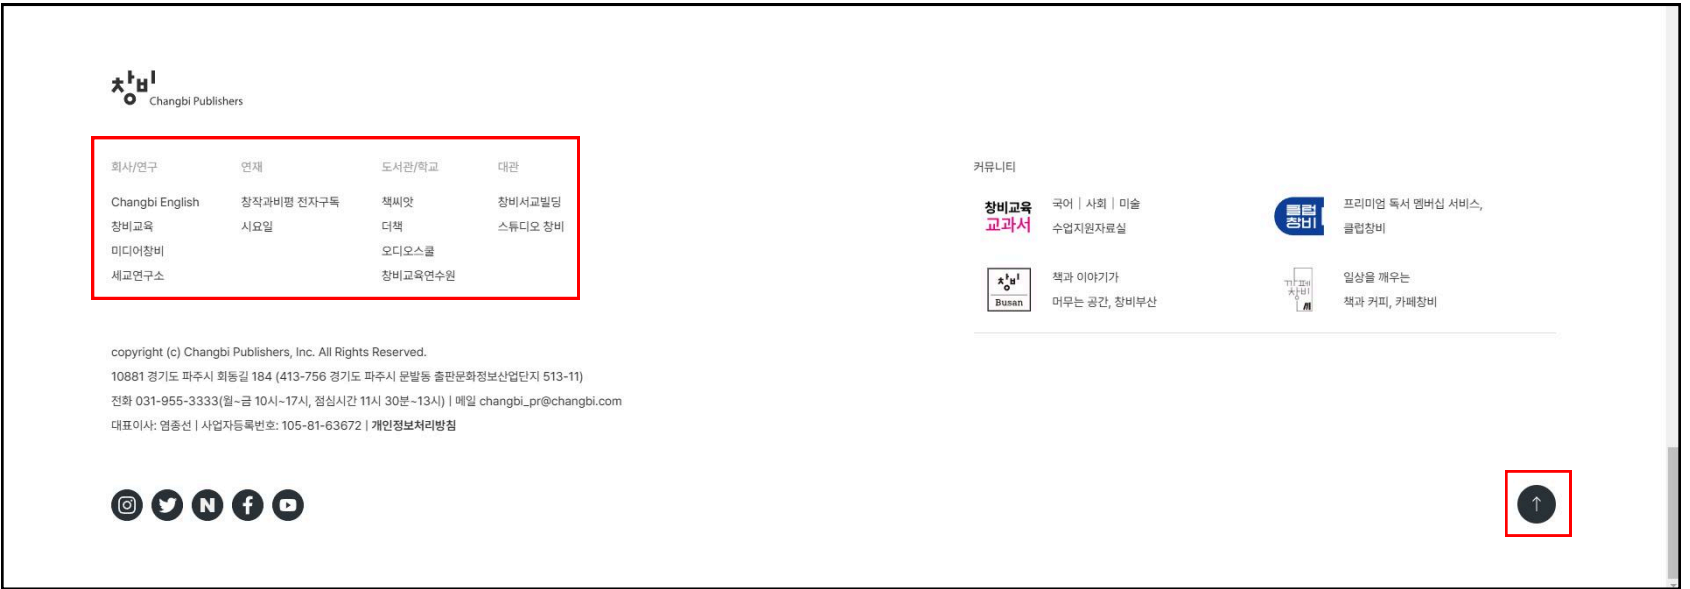 창비
Changbi Publishers
회사/연구
Changbi English
창비교육
미디어창비
세교연구소
연재
창작과비평 전자구독
시요일
도서관/학교
책씨앗
더책
오디오스쿨
창비교육연수원
대관
창비서교빌딩
스튜디오 창비
커뮤니티
창비교육
교과서
국어 | 사회 | 미술
수업지원자료실
클럽
창비
프리미엄 독서 멤버십 서비스,
클럽창비
창비
Busan
책과 이야기가
머무는 공간, 창비부산
까페
창비
일상을 깨우는
책과 커피, 카페창비
copyright (c) Changbi Publishers, Inc. All Rights Reserved.
10881 경기도 파주시 회동길 184 (413-756 경기도 파주시 문발동 출판문화정보산업단지 513-11)
전화 031-955-3333(월~금 10시~17시, 점심시간 11시 30분~13시) | 메일 changbi_pr@changbi.com
대표이사: 염종선 | 사업자등록번호: 105-81-63672 | 개인정보처리방침